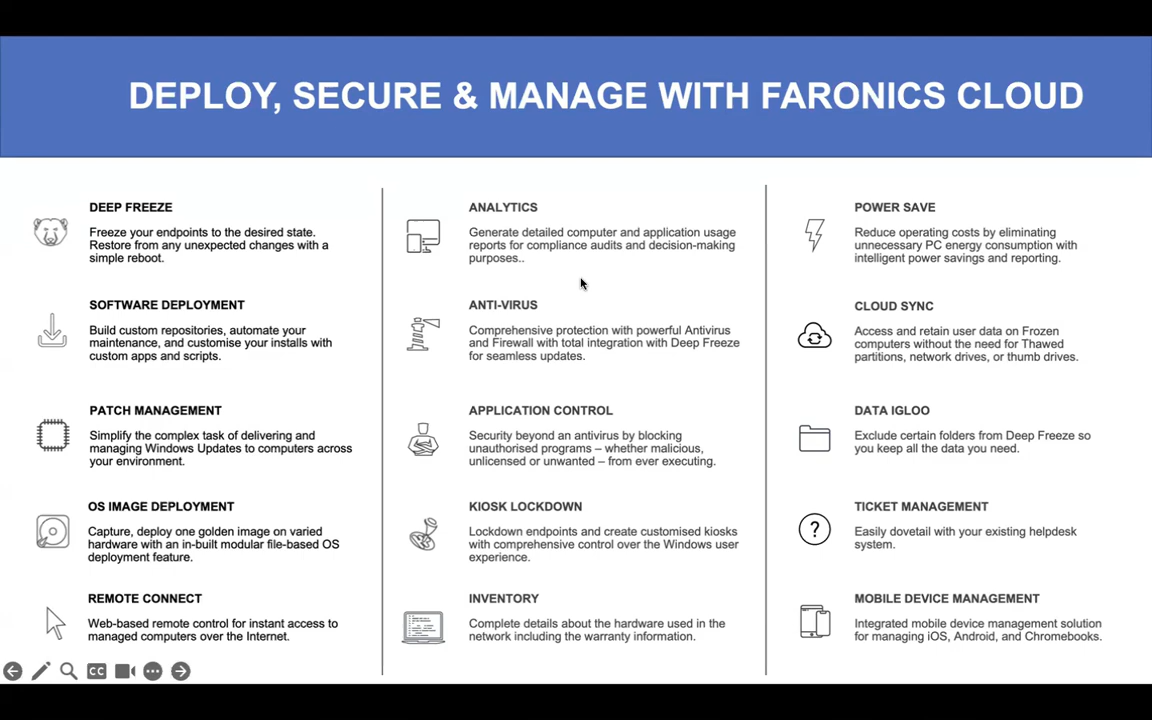 DEPLOY, SECURE & MANAGE WITH FARONICS CLOUD
DEEP FREEZE
Freeze your endpoints to the desired state.
Restore from any unexpected changes with a
simple reboot.
SOFTWARE DEPLOYMENT
Build custom repositories, automate your
maintenance, and customise your installs with
custom apps and scripts.
PATCH MANAGEMENT
Simplify the complex task of delivering and
managing Windows Updates to computers across
your environment.
OS IMAGE DEPLOYMENT
Capture, deploy one golden image on varied
hardware with an in-built modular file-based OS
deployment feature.
REMOTE CONNECT
Web-based remote control for instant access to
managed computers over the Internet.
ANALYTICS
Generate detailed computer and application usage
reports for compliance audits and decision-making
purposes..
ANTI-VIRUS
Comprehensive protection with powerful Antivirus
and Firewall with total integration with Deep Freeze
for seamless updates.
APPLICATION CONTROL
Security beyond an antivirus by blocking
unauthorised programs – whether malicious,
unlicensed or unwanted – from ever executing.
KIOSK LOCKDOWN
Lockdown endpoints and create customised kiosks
with comprehensive control over the Windows user
experience.
INVENTORY
Complete details about the hardware used in the
network including the warranty information.
POWER SAVE
Reduce operating costs by eliminating
unnecessary PC energy consumption with
intelligent power savings and reporting.
CLOUD SYNC
Access and retain user data on Frozen
computers without the need for Thawed
partitions, network drives, or thumb drives.
DATA IGLOO
Exclude certain folders from Deep Freeze so
you keep all the data you need.
?
TICKET MANAGEMENT
Easily dovetail with your existing helpdesk
system.
MOBILE DEVICE MANAGEMENT
Integrated mobile device management solution
for managing iOS, Android, and Chromebooks.
CC